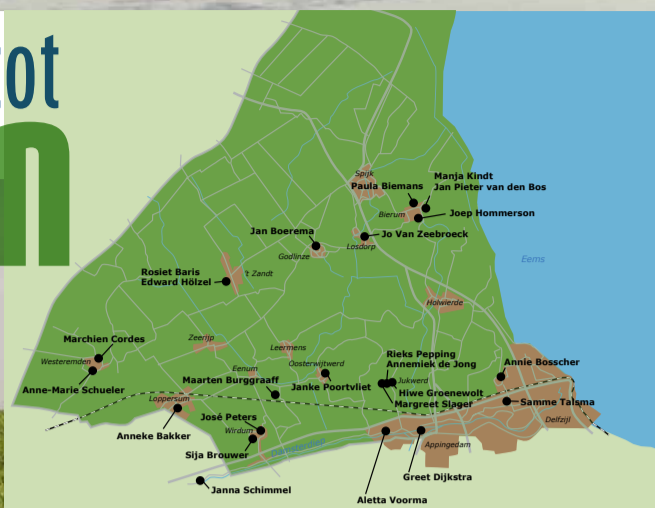 ot
n
Spijk
Paula Biemans
Manja Kindt
Jan Pieter van den Bos
Bierum
Joep Hommerson
Jan Boerema
Jo Van Zeebroeck
Godlinze
Losdorp
Eems
Rosiet Baris
Edward Hölzel
't Zandt
Holwierde
Marchien Cordes
Zeerijp
Leermens
Westeremden
Oosterwijtwerd
Rieks Pepping
Annemiek de Jong
Annie Bosscher
Eenum
Maarten Burggraaff
Janke Poortvliet
Jukwerd
Anne-Marie Schueler
Hiwe Groenewolt
Margreet Slager
Loppersum
Samme Talsma
José Peters
Delfzijl
Anneke Bakker
Wirdum
Sija Brouwer
Damsterdiep
Appingedam
Janna Schimmel
Greet Dijkstra
Aletta Voorma